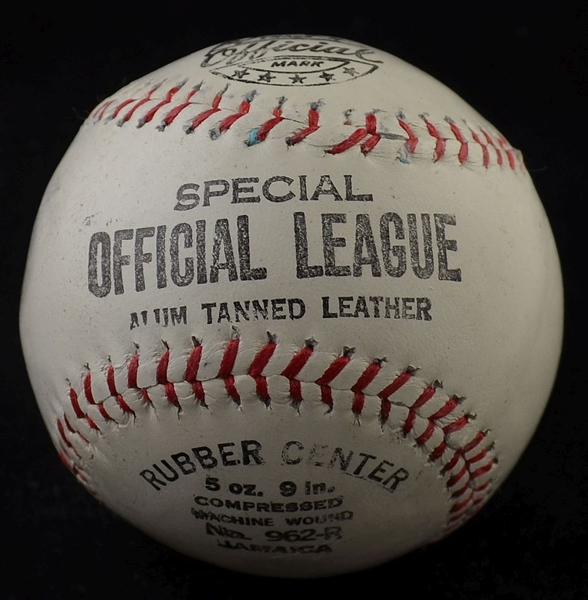 Official
MARK
SPECIAL
OFFICIAL LEAGUE
ALUM TANNED LEATHER
RUBBER CENTER
5 oz. 9 in.
COMPRESSED
MACHINE WOUND
No. 962-R
JAMAICA